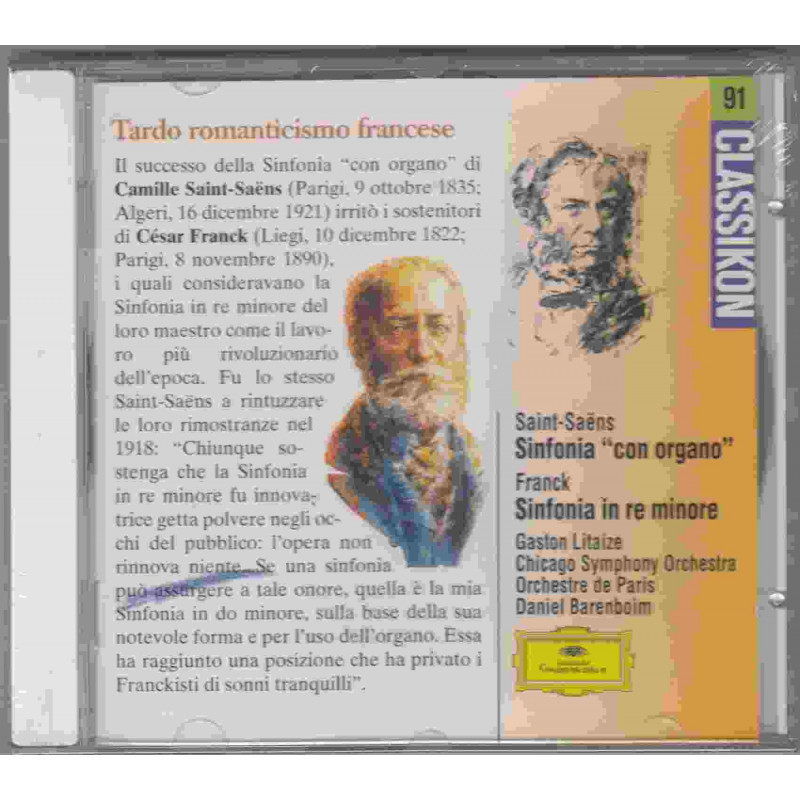 Tardo romanticismo francese
Il successo della Sinfonia “con organo” di
Camille Saint-Saëns (Parigi, 9 ottobre 1835;
Algeri, 16 dicembre 1921) irritò i sostenitori
di César Franck (Liegi, 10 dicembre 1822;
Parigi, 8 novembre 1890),
i quali consideravano la
Sinfonia in re minore del
loro maestro come il lavo-
ro più rivoluzionario
dell'epoca. Fu lo stesso
Saint-Saëns a rintuzzare
le loro rimostranze nel
1918: “Chiunque so-
stenga che la Sinfonia
in re minore fu innova-
trice getta polvere negli oc-
chi del pubblico: l'opera non
rinnova niente. Se una sinfonia
può assurgere a tale onore, quella è la mia
Sinfonia in do minore, sulla base della sua
notevole forma e per l'uso dell'organo. Essa
ha raggiunto una posizione che ha privato i
Franckisti di sonni tranquilli”.
91
CLASSIKON
Saint-Saëns
Sinfonia “con organo”
Franck
Sinfonia in re minore
Gaston Litaize
Chicago Symphony Orchestra
Orchestre de Paris
Daniel Barenboim
Deutsche
Grammophon